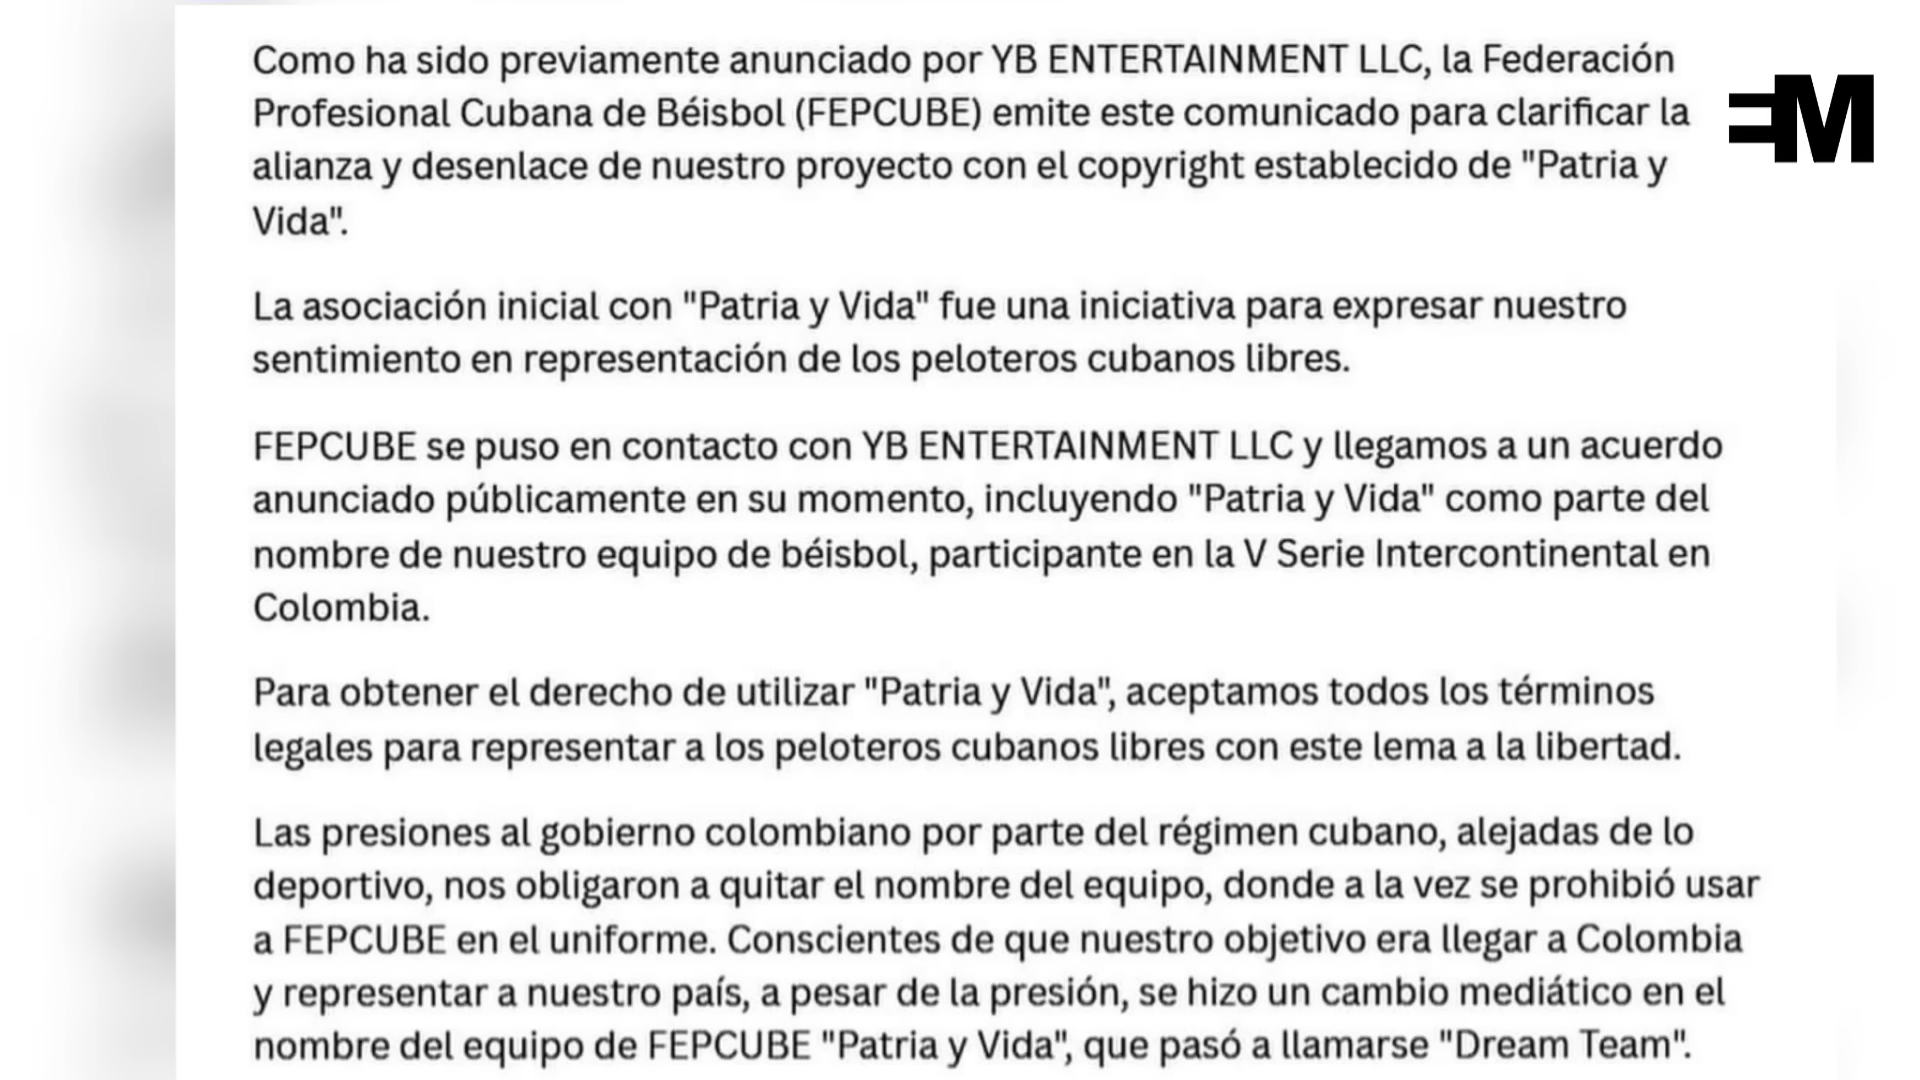 Como ha sido previamente anunciado por YB ENTERTAINMENT LLC, la Federación
Profesional Cubana de Béisbol (FEPCUBE) emite este comunicado para clarificar la
alianza y desenlace de nuestro proyecto con el copyright establecido de "Patria y
Vida".
La asociación inicial con "Patria y Vida" fue una iniciativa para expresar nuestro
sentimiento en representación de los peloteros cubanos libres.
FEPCUBE se puso en contacto con YB ENTERTAINMENT LLC y llegamos a un acuerdo
anunciado públicamente en su momento, incluyendo "Patria y Vida" como parte del
nombre de nuestro equipo de béisbol, participante en la V Serie Intercontinental en
Colombia.
Para obtener el derecho de utilizar "Patria y Vida", aceptamos todos los términos
legales para representar a los peloteros cubanos libres con este lema a la libertad.
Las presiones al gobierno colombiano por parte del régimen cubano, alejadas de lo
deportivo, nos obligaron a quitar el nombre del equipo, donde a la vez se prohibió usar
a FEPCUBE en el uniforme. Conscientes de que nuestro objetivo era llegar a Colombia
y representar a nuestro país, a pesar de la presión, se hizo un cambio mediático en el
nombre del equipo de FEPCUBE "Patria y Vida", que pasó a llamarse "Dream Team".
EM